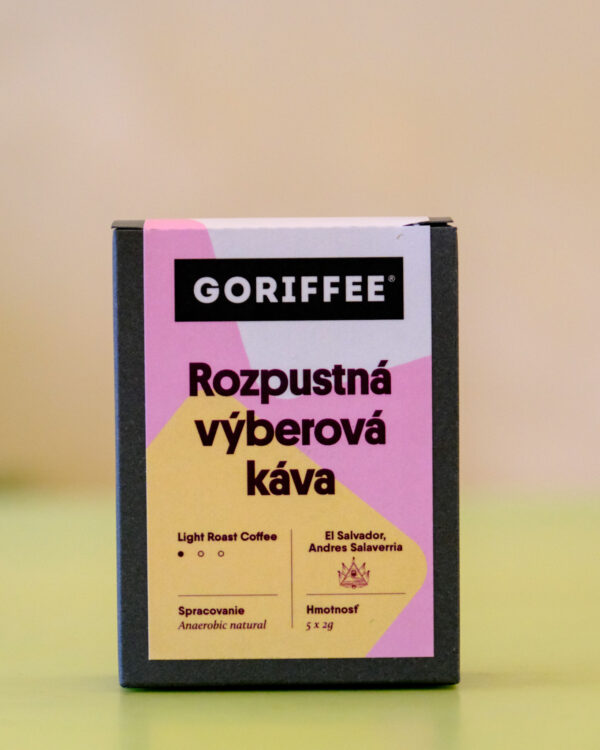 GORIFFEE®
Rozpustná
výberová
káva
Light Roast Coffee
El Salvador,
Andres Salaverria
Spracovanie
Anaerobic natural
Hmotnosť
5 x 2g